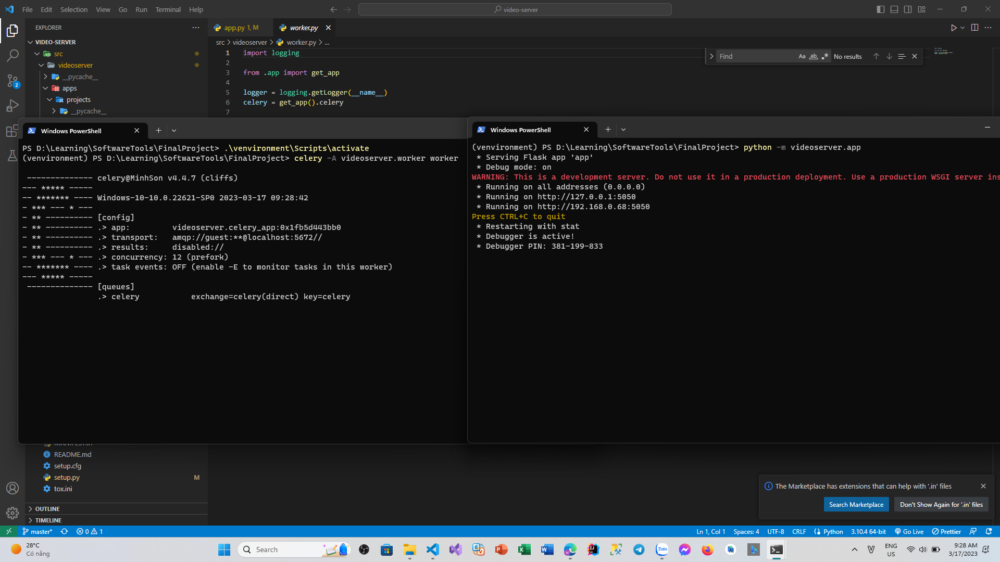 File Edit Selection View Go Run Terminal Help
video-server
EXPLORER
VIDEO-SERVER
src
videoserver
__pycache__
apps
projects
__pycache__
app.py 1, M
worker.py
src > videoserver > worker.py > ...
1 import logging
2
3 from .app import get_app
4
5 logger = logging.getLogger(__name__)
6 celery = get_app().celery
7
Find
Aa ab .* No results
Windows PowerShell
PS D:\Learning\SoftwareTools\FinalProject> .\venvironment\Scripts\activate
(venvironment) PS D:\Learning\SoftwareTools\FinalProject> celery -A videoserver.worker worker
 -------------- celery@MinhSon v4.4.7 (cliffs)
--- ***** -----
-- ******* ---- Windows-10-10.0.22621-SP0 2023-03-17 09:28:42
- *** --- * ---
- ** ---------- [config]
- ** ---------- .> app:         videoserver.celery_app:0x1fb5d443bb0
- ** ---------- .> transport:   amqp://guest:**@localhost:5672//
- ** ---------- .> results:     disabled://
- *** --- * --- .> concurrency: 12 (prefork)
-- ******* ---- .> task events: OFF (enable -E to monitor tasks in this worker)
--- ***** -----
 -------------- [queues]
                .> celery           exchange=celery(direct) key=celery
Windows PowerShell
(venvironment) PS D:\Learning\SoftwareTools\FinalProject> python -m videoserver.app
 * Serving Flask app 'app'
 * Debug mode: on
WARNING: This is a development server. Do not use it in a production deployment. Use a production WSGI server ins
 * Running on all addresses (0.0.0.0)
 * Running on http://127.0.0.1:5050
 * Running on http://192.168.0.68:5050
Press CTRL+C to quit
 * Restarting with stat
 * Debugger is active!
 * Debugger PIN: 381-199-833
MANIFEST.in
README.md
setup.cfg
setup.py M
tox.ini
OUTLINE
TIMELINE
The Marketplace has extensions that can help with '.in' files
Search Marketplace
Don't Show Again for '.in' files
2
master* 0 1
Ln 1, Col 1 Spaces: 4 UTF-8 CRLF Python 3.10.4 64-bit Go Live Prettier
28°C
Có nắng
Search
Zalo
ENG
US
9:28 AM
3/17/2023